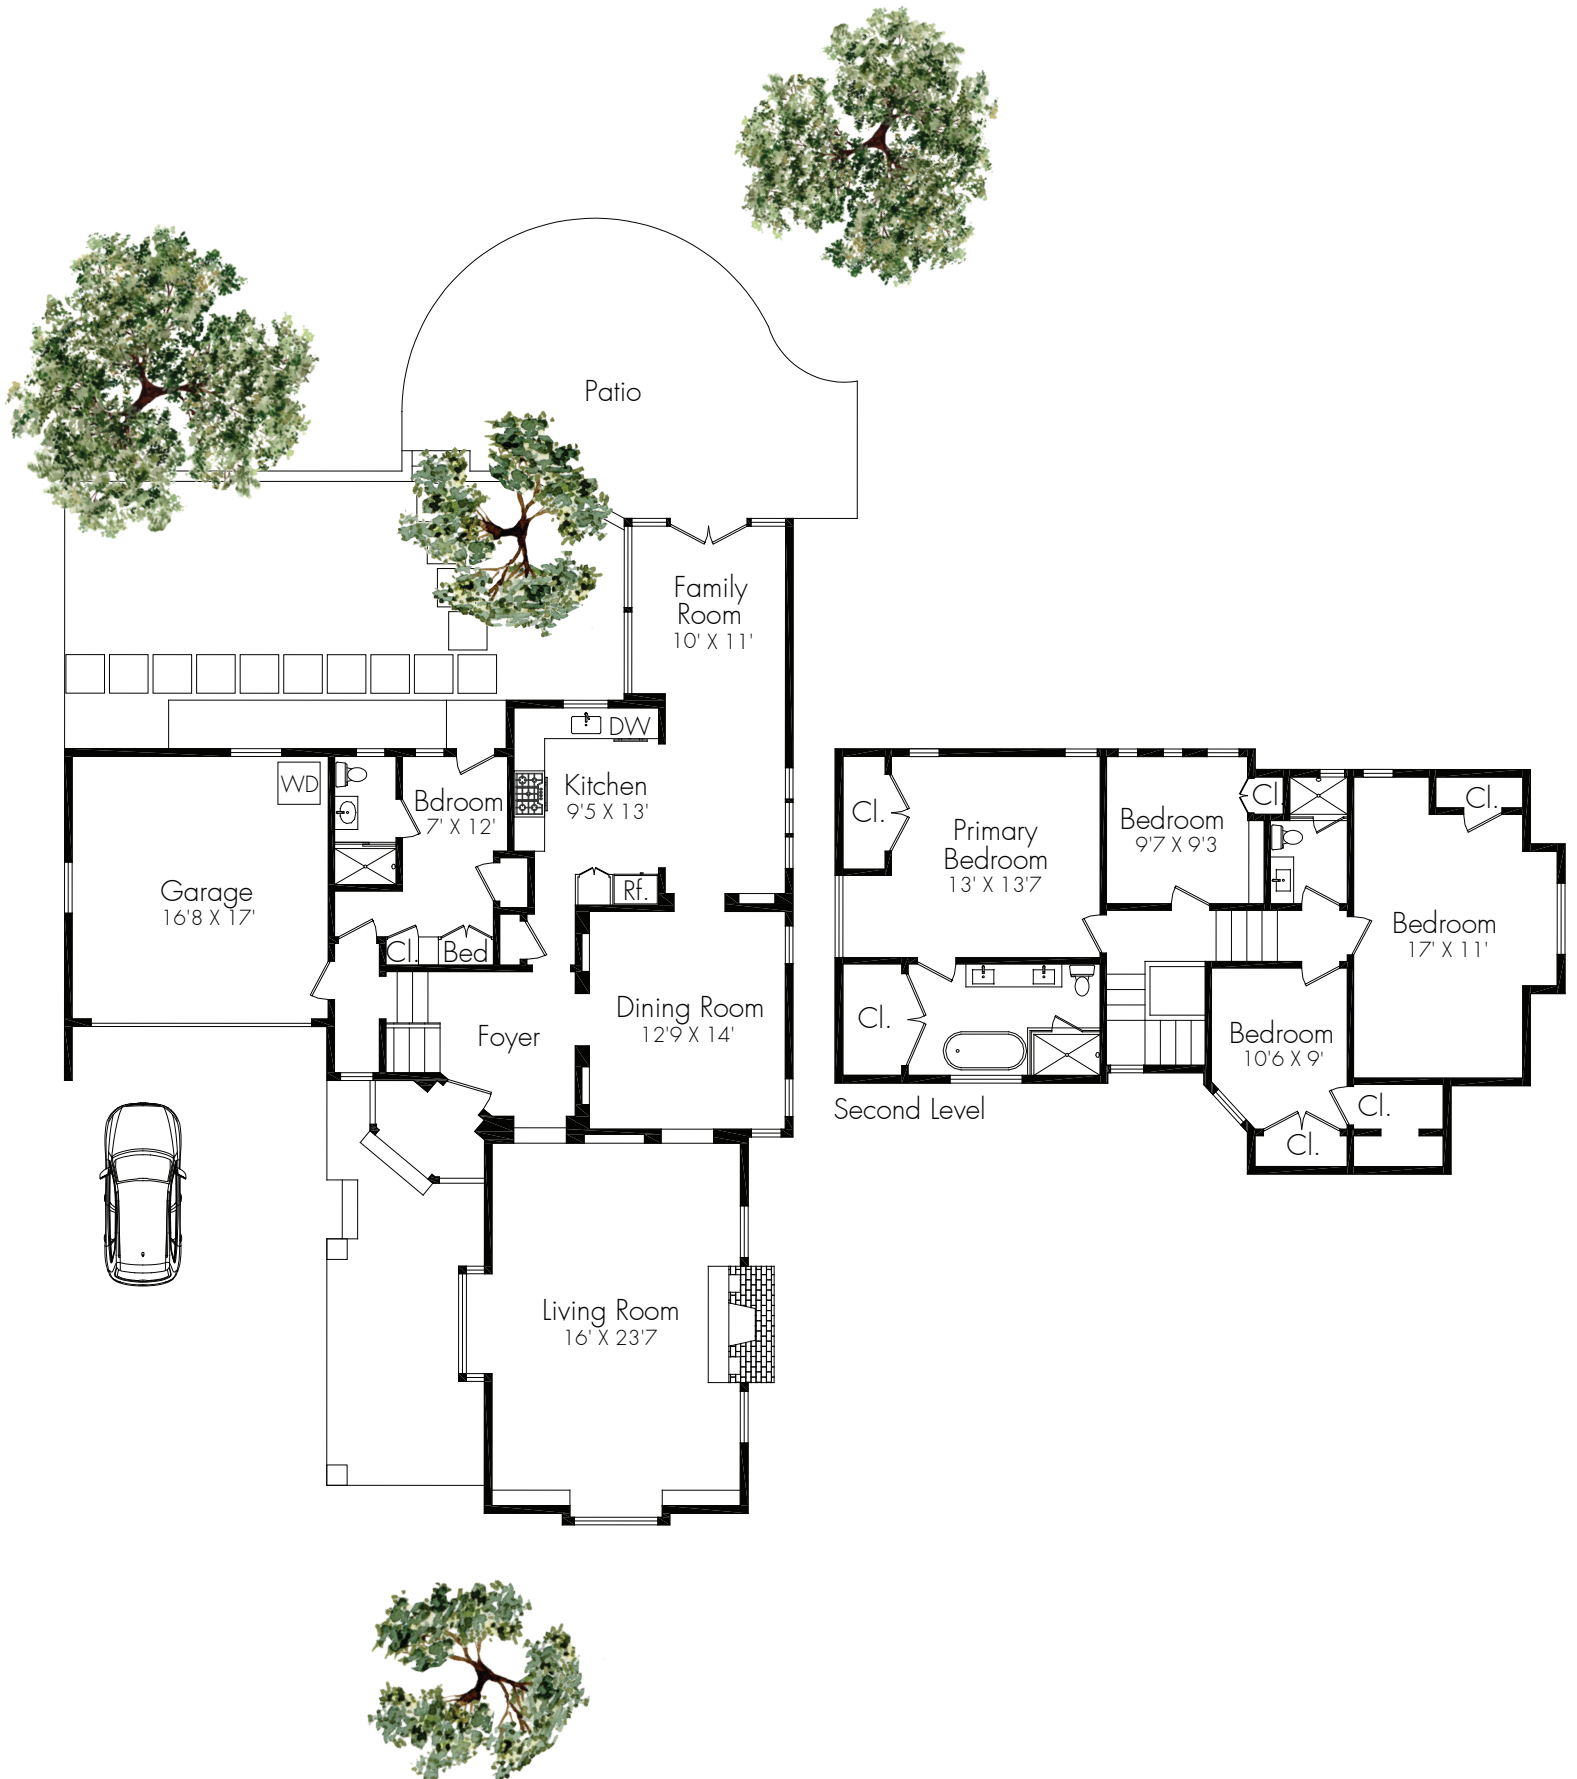 Patio
Family
Room
10' X 11'
DW
Kitchen
9'5 X 13'
WD
Bdroom
7' X 12'
Rf.
Garage
16'8 X 17'
Cl.
Bed
Dining Room
12'9 X 14'
Foyer
Living Room
16' X 23'7
Cl.
Primary
Bedroom
13' X 13'7
Bedroom
9'7 X 9'3
Cl.
Cl.
Bedroom
17' X 11'
Cl.
Bedroom
10'6 X 9'
Cl.
Cl.
Second Level